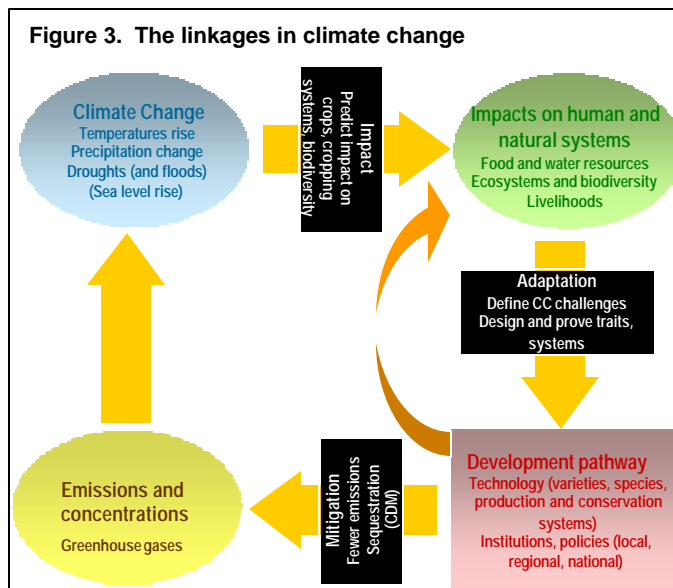 Figure 3.  The linkages in climate change
Climate Change
Temperatures rise
Precipitation change
Droughts (and floods)
(Sea level rise)
Impact
Predict impact on
crops, cropping
systems, biodiversity
Impacts on human and
natural systems
Food and water resources
Ecosystems and biodiversity
Livelihoods
Adaptation
Define CC challenges
Design and prove traits,
systems
Development pathway
Technology (varieties, species,
production and conservation
systems)
Institutions, policies (local,
regional, national)
Mitigation
Fewer emissions
Sequestration
(CDM)
Emissions and
concentrations
Greenhouse gases